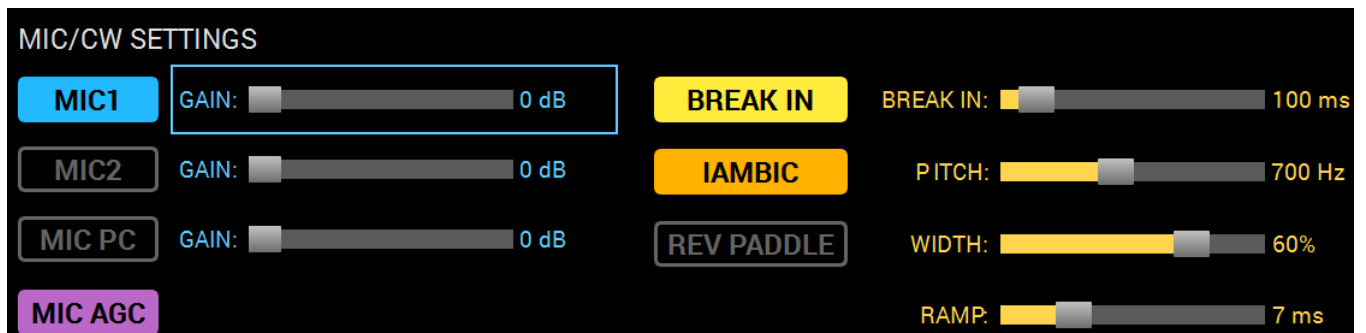 MIC/CW SETTINGS
MIC1 GAIN: 0 dB BREAK IN BREAK IN: 100 ms
MIC2 GAIN: 0 dB IAMBIC PITCH: 700 Hz
MIC PC GAIN: 0 dB REV PADDLE WIDTH: 60%
MIC AGC RAMP: 7 ms